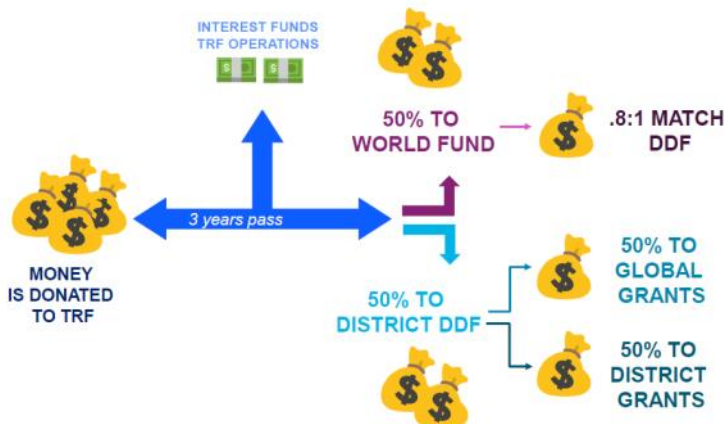 INTEREST FUNDS
TRF OPERATIONS
50% TO
WORLD FUND
.8:1 MATCH
DDF
3 years pass
MONEY
IS DONATED
TO TRF
50% TO
DISTRICT DDF
50% TO
GLOBAL
GRANTS
50% TO
DISTRICT
GRANTS